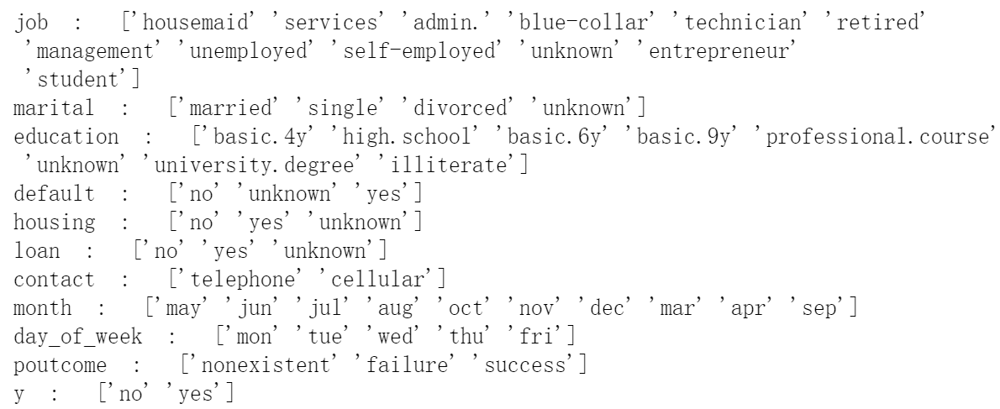 job : ['housemaid' 'services' 'admin.' 'blue-collar' 'technician' 'retired'
'management' 'unemployed' 'self-employed' 'unknown' 'entrepreneur'
'student']
marital : ['married' 'single' 'divorced' 'unknown']
education : ['basic.4y' 'high.school' 'basic.6y' 'basic.9y' 'professional.course'
'unknown' 'university.degree' 'illiterate']
default : ['no' 'unknown' 'yes']
housing : ['no' 'yes' 'unknown']
loan : ['no' 'yes' 'unknown']
contact : ['telephone' 'cellular']
month : ['may' 'jun' 'jul' 'aug' 'oct' 'nov' 'dec' 'mar' 'apr' 'sep']
day_of_week : ['mon' 'tue' 'wed' 'thu' 'fri']
poutcome : ['nonexistent' 'failure' 'success']
y : ['no' 'yes']